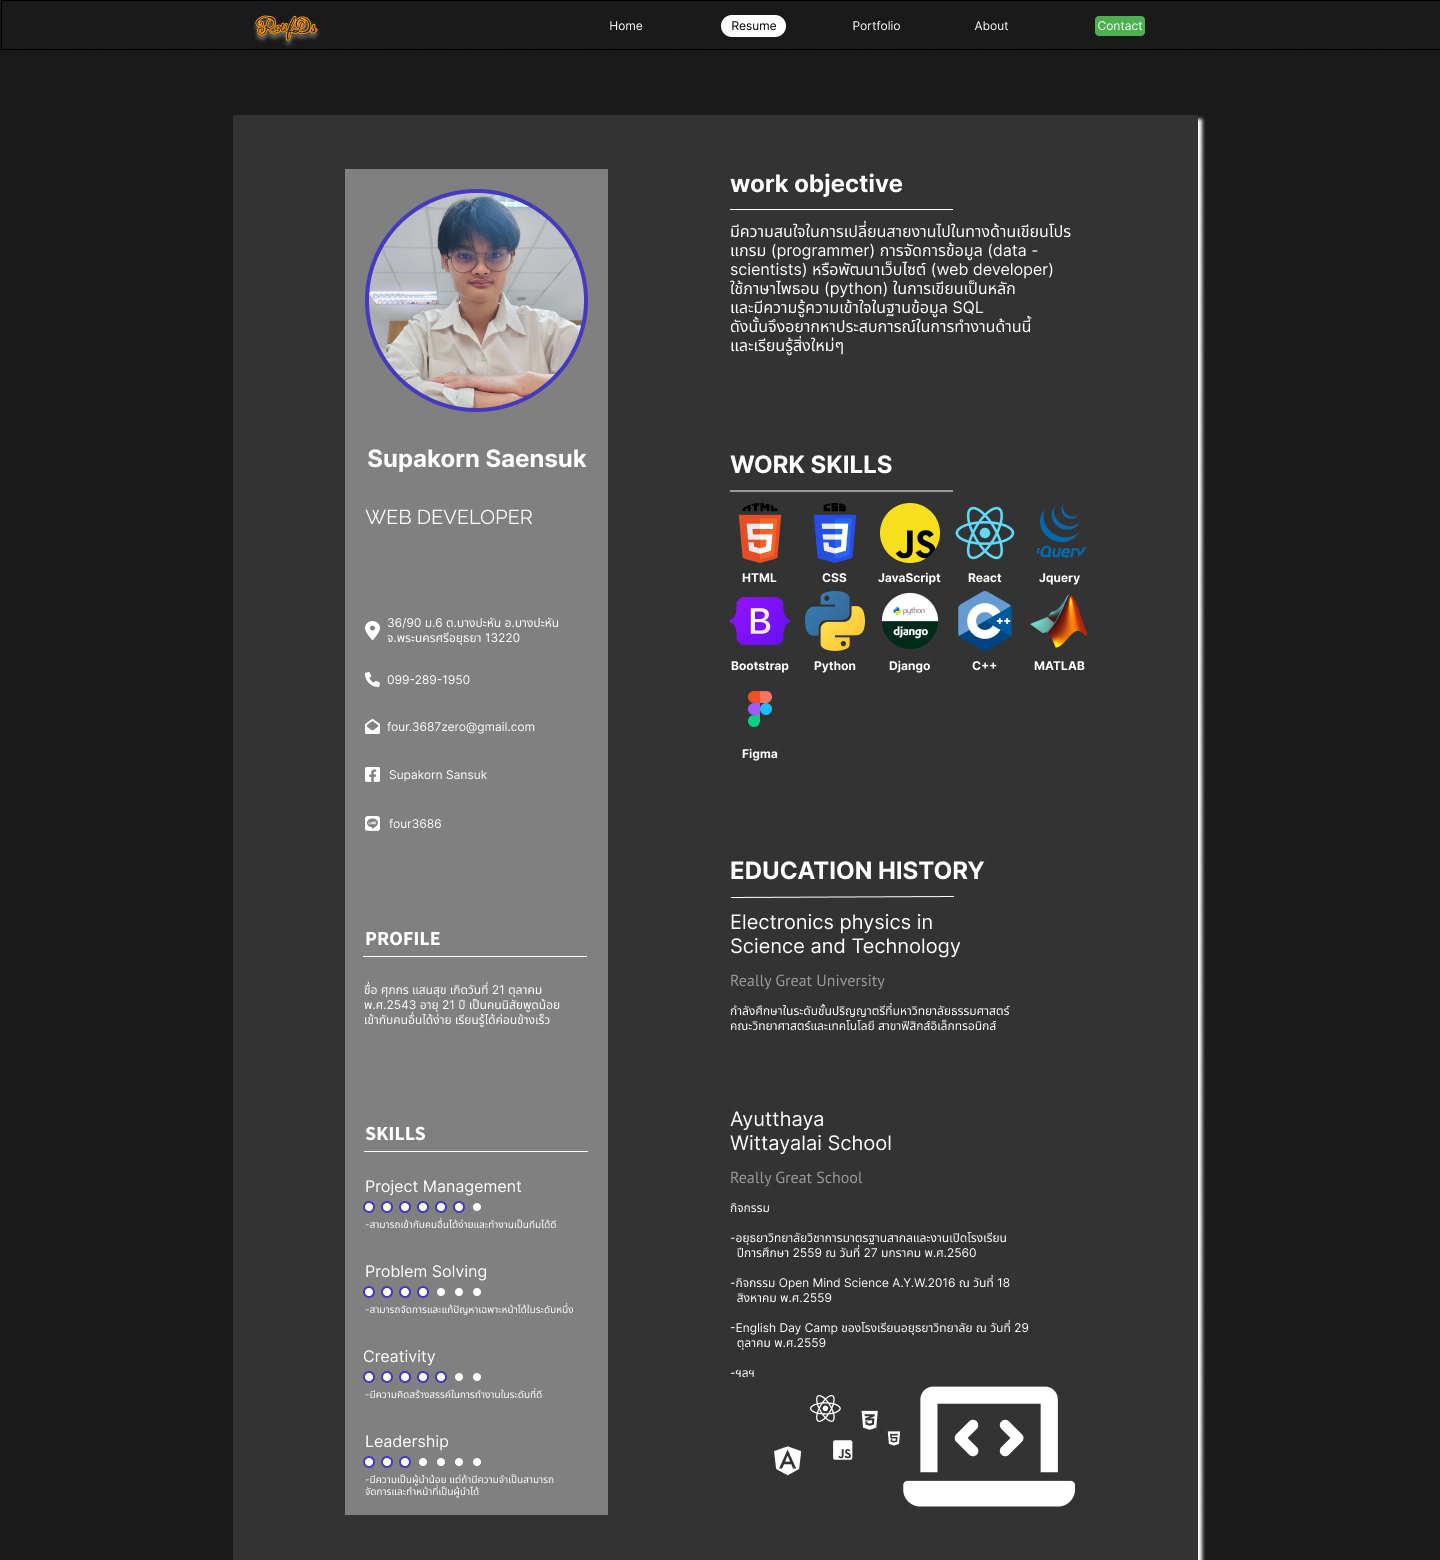 Home
Resume
Portfolio
About
Contact
Supakorn Saensuk
WEB DEVELOPER
36/90 ม.6 ต.บางปะหัน อ.บางปะหัน
จ.พระนครศรีอยุธยา 13220
099-289-1950
four.3687zero@gmail.com
Supakorn Sansuk
four3686
PROFILE
ชื่อ ศุภกร แสนสุข เกิดวันที่ 21 ตุลาคม
พ.ศ.2543 อายุ 21 ปี เป็นคนนิสัยพูดน้อย
เข้ากับคนอื่นได้ง่าย เรียนรู้ได้ค่อนข้างเร็ว
SKILLS
Project Management
-สามารถเข้ากับคนอื่นได้ง่ายและทำงานเป็นทีมได้ดี
Problem Solving
-สามารถจัดการและแก้ปัญหาเฉพาะหน้าได้ในระดับหนึ่ง
Creativity
-มีความคิดสร้างสรรค์ในการทำงานในระดับที่ดี
Leadership
-มีความเป็นผู้นำน้อย แต่ถ้ามีความจำเป็นสามารถ
จัดการและทำหน้าที่เป็นผู้นำได้
work objective
มีความสนใจในการเปลี่ยนสายงานไปในทางด้านเขียนโปร
แกรม (programmer) การจัดการข้อมูล (data -
scientists) หรือพัฒนาเว็บไซต์ (web developer)
ใช้ภาษาไพธอน (python) ในการเขียนเป็นหลัก
และมีความรู้ความเข้าใจในฐานข้อมูล SQL
ดังนั้นจึงอยากหาประสบการณ์ในการทำงานด้านนี้
และเรียนรู้สิ่งใหม่ๆ
WORK SKILLS
HTML
5
CSS
3
JS
jQuery
HTML
CSS
JavaScript
React
Jquery
B
python
django
C++
Bootstrap
Python
Django
C++
MATLAB
Figma
EDUCATION HISTORY
Electronics physics in
Science and Technology
Really Great University
กำลังศึกษาในระดับชั้นปริญญาตรีที่มหาวิทยาลัยธรรมศาสตร์
คณะวิทยาศาสตร์และเทคโนโลยี สาขาฟิสิกส์อิเล็กทรอนิกส์
Ayutthaya
Wittayalai School
Really Great School
กิจกรรม
-อยุธยาวิทยาลัยวิชาการมาตรฐานสากลและงานเปิดโรงเรียน
ปีการศึกษา 2559 ณ วันที่ 27 มกราคม พ.ศ.2560
-กิจกรรม Open Mind Science A.Y.W.2016 ณ วันที่ 18
สิงหาคม พ.ศ.2559
-English Day Camp ของโรงเรียนอยุธยาวิทยาลัย ณ วันที่ 29
ตุลาคม พ.ศ.2559
-ฯลฯ
3
5
JS
A